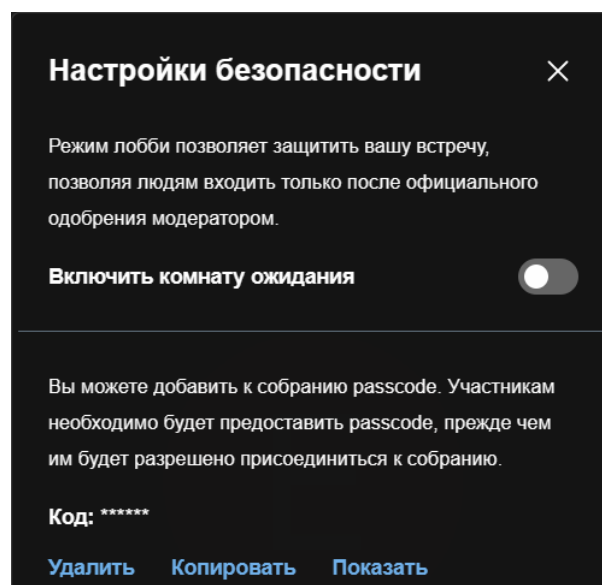 Настройки безопасности
Режим лобби позволяет защитить вашу встречу,
позволяя людям входить только после официального
одобрения модератором.
Включить комнату ожидания
Вы можете добавить к собранию passcode. Участникам
необходимо будет предоставить passcode, прежде чем
им будет разрешено присоединиться к собранию.
Код: ******
Удалить Копировать Показать